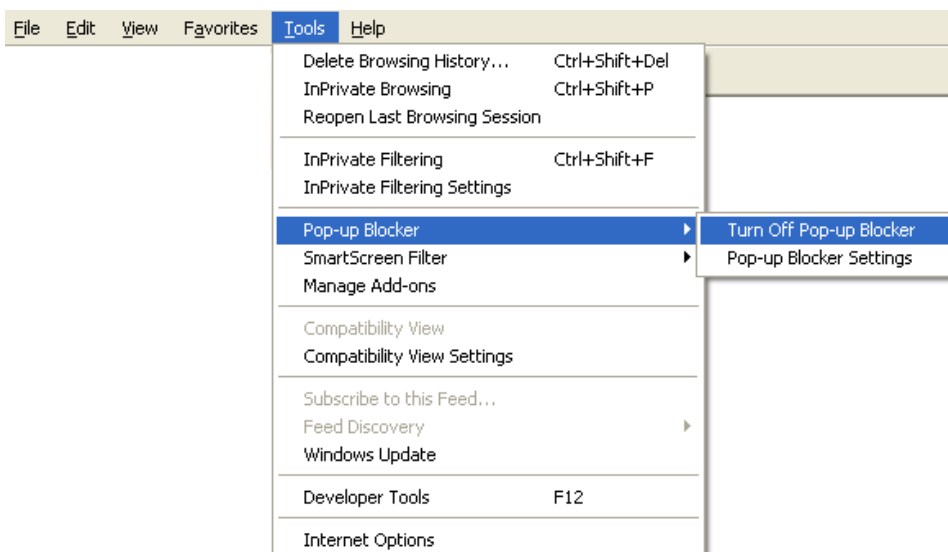 File Edit View Favorites Tools Help
Delete Browsing History... Ctrl+Shift+Del
InPrivate Browsing Ctrl+Shift+P
Reopen Last Browsing Session
InPrivate Filtering Ctrl+Shift+F
InPrivate Filtering Settings
Pop-up Blocker Turn Off Pop-up Blocker
SmartScreen Filter Pop-up Blocker Settings
Manage Add-ons
Compatibility View
Compatibility View Settings
Subscribe to this Feed...
Feed Discovery
Windows Update
Developer Tools F12
Internet Options